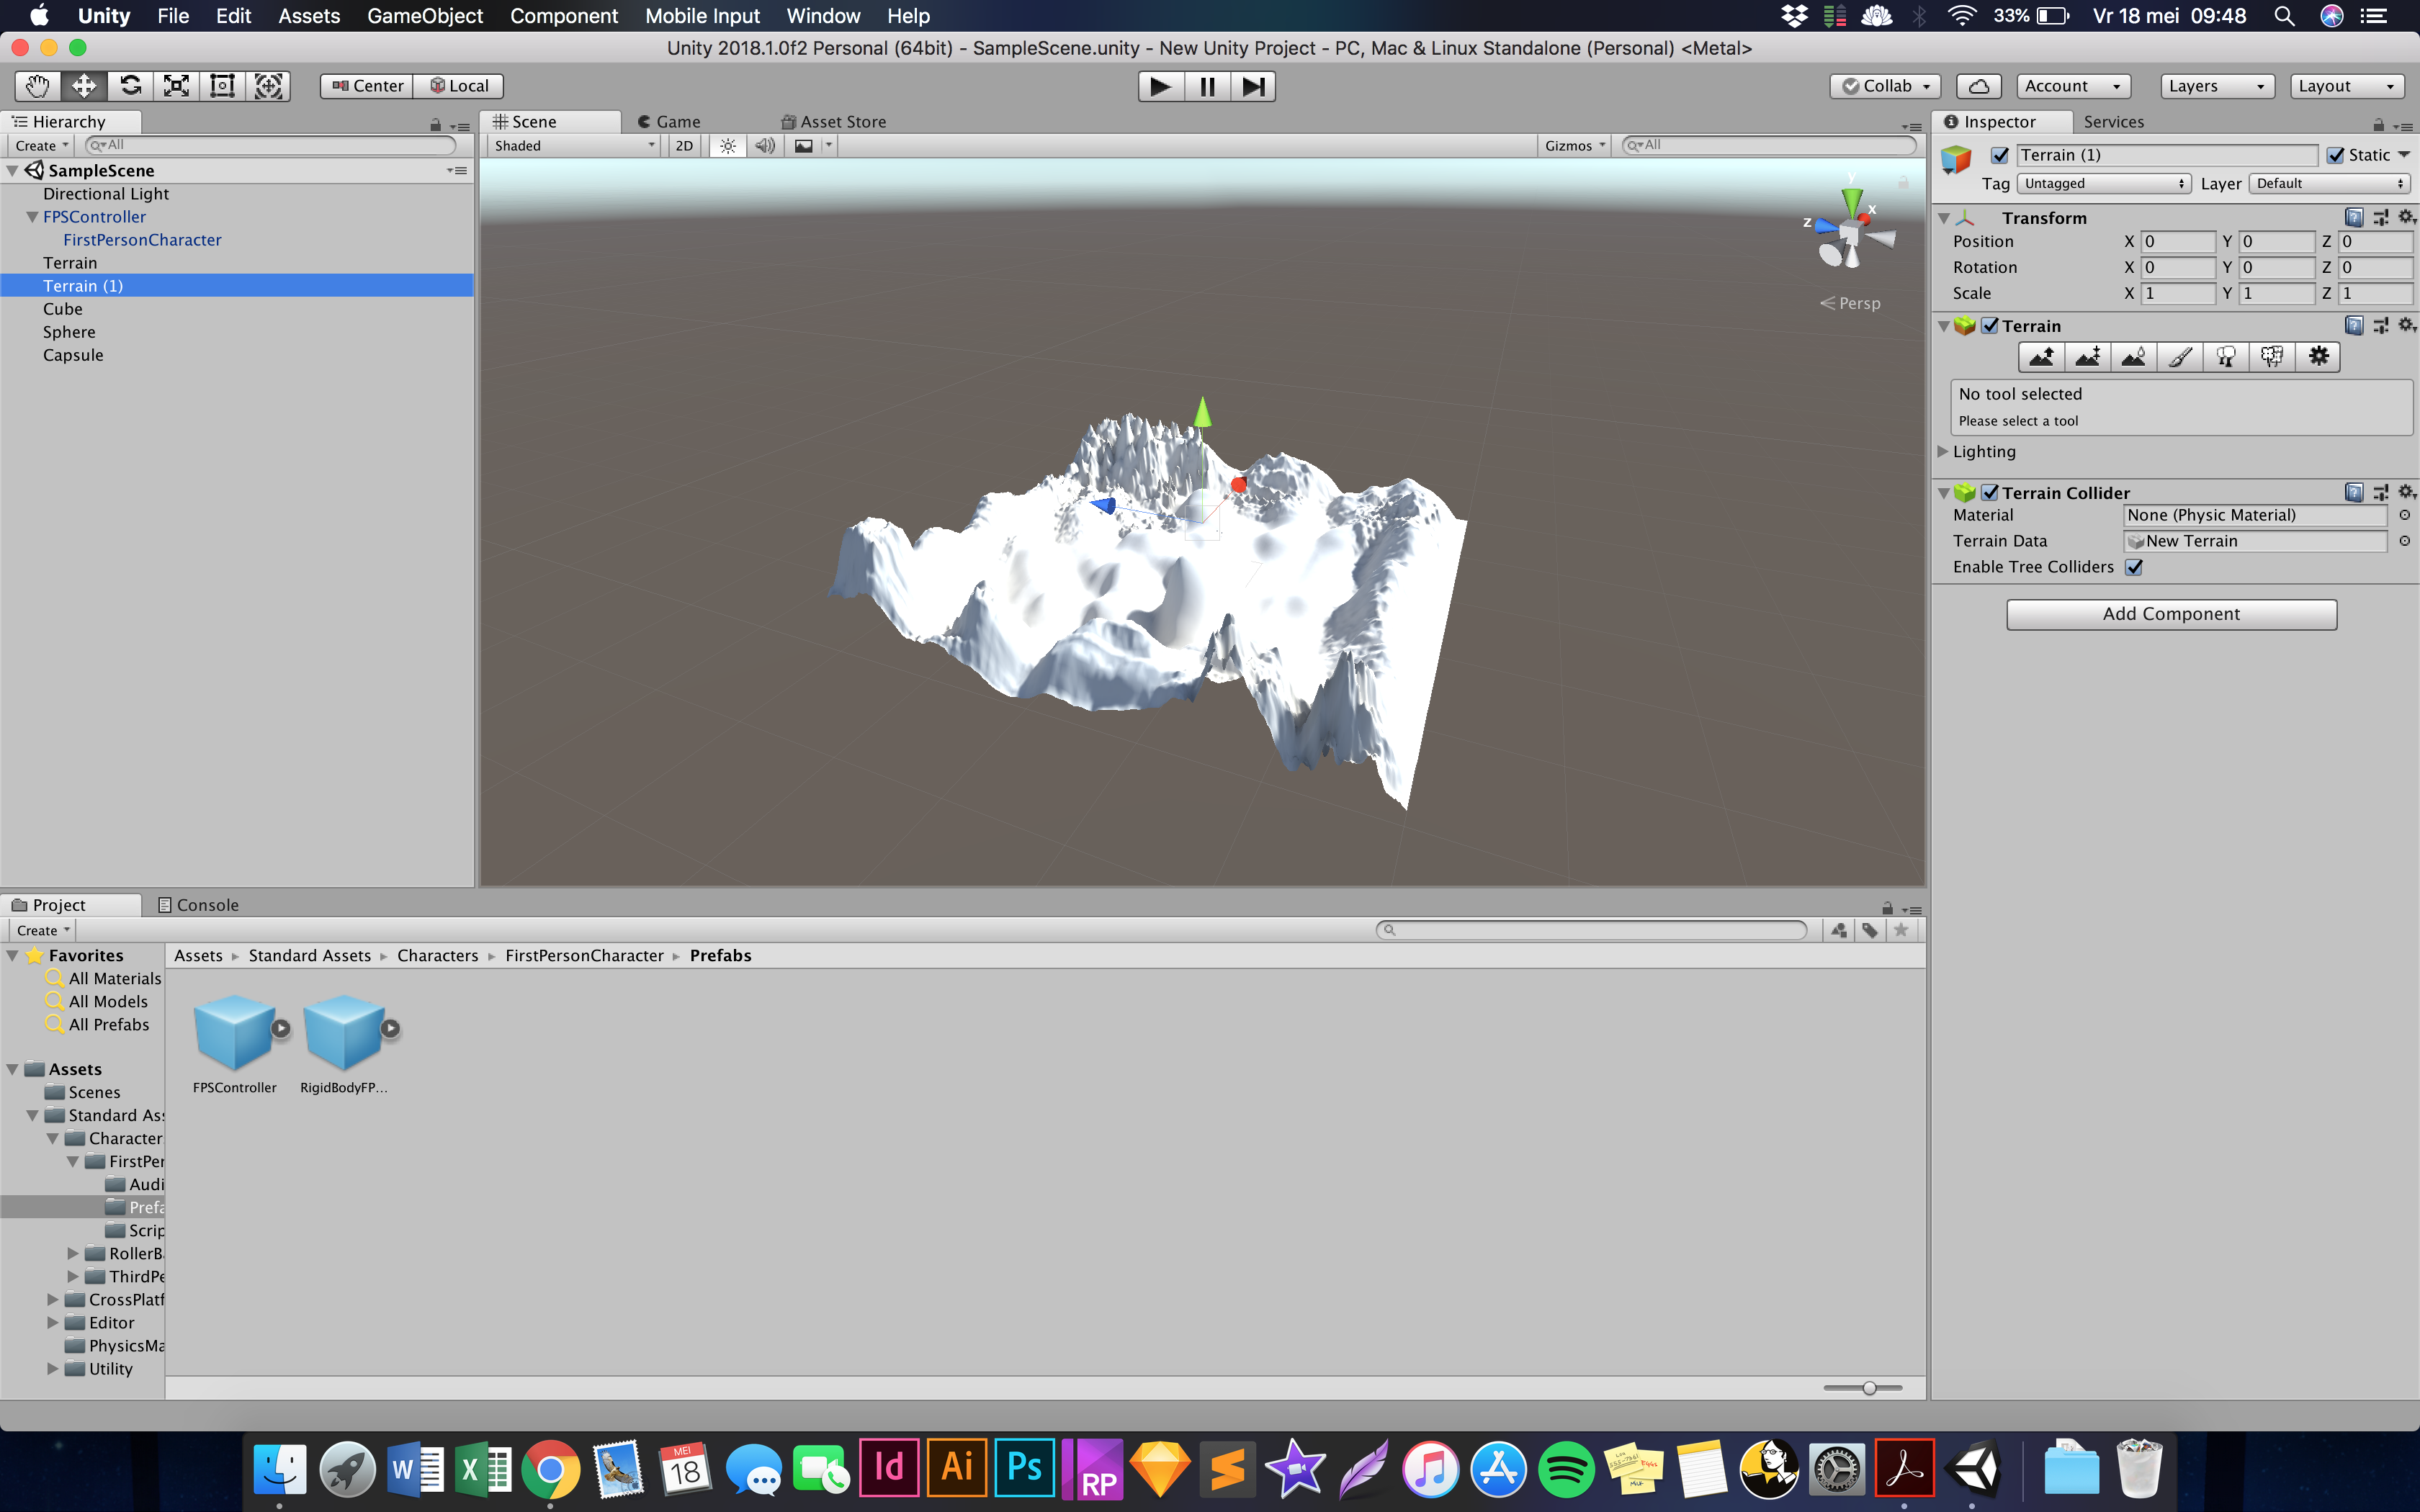 Unity File Edit Assets GameObject Component Mobile Input Window Help 33% Vr 18 mei 09:48
Unity 2018.1.0f2 Personal (64bit) - SampleScene.unity - New Unity Project - PC, Mac & Linux Standalone (Personal) <Metal>
Center Local Collab Account Layers Layout
Hierarchy
Create All
SampleScene
Directional Light
FPSController
FirstPersonCharacter
Terrain
Terrain (1)
Cube
Sphere
Capsule
Scene Game Asset Store
Shaded 2D Gizmos All
y
x
z
Persp
Inspector Services
Terrain (1) Static
Tag Untagged Layer Default
Transform
Position X 0 Y 0 Z 0
Rotation X 0 Y 0 Z 0
Scale X 1 Y 1 Z 1
Terrain
No tool selected
Please select a tool
Lighting
Terrain Collider
Material None (Physic Material)
Terrain Data New Terrain
Enable Tree Colliders
Add Component
Project Console
Create
Favorites
All Materials
All Models
All Prefabs
Assets
Scenes
Standard Ass
Character
FirstPer
Audi
Prefa
Scrip
RollerBa
ThirdPe
CrossPlatf
Editor
PhysicsMa
Utility
Assets Standard Assets Characters FirstPersonCharacter Prefabs
FPSController RigidBodyFP...
W X MEI 18 Id Ai Ps RP